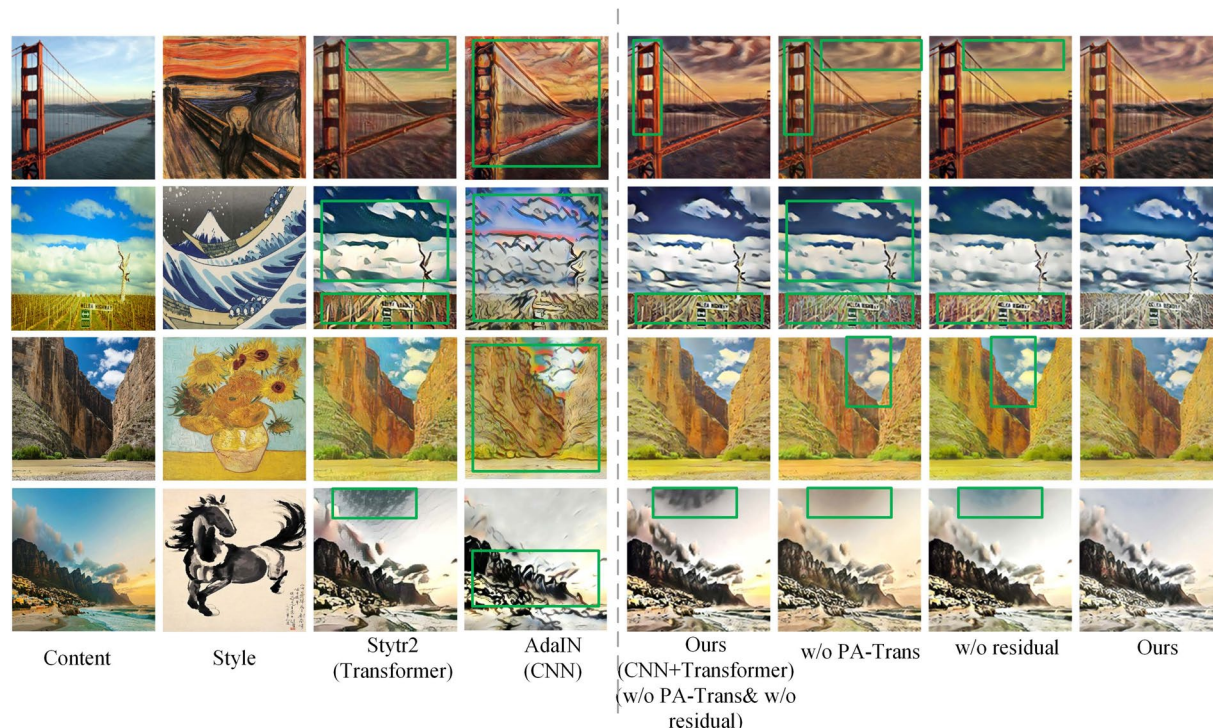 Content
Style
Stytr2
(Transformer)
AdaIN
(CNN)
Ours
(CNN+Transformer)
(w/o PA-Trans& w/o
residual)
w/o PA-Trans
w/o residual
Ours